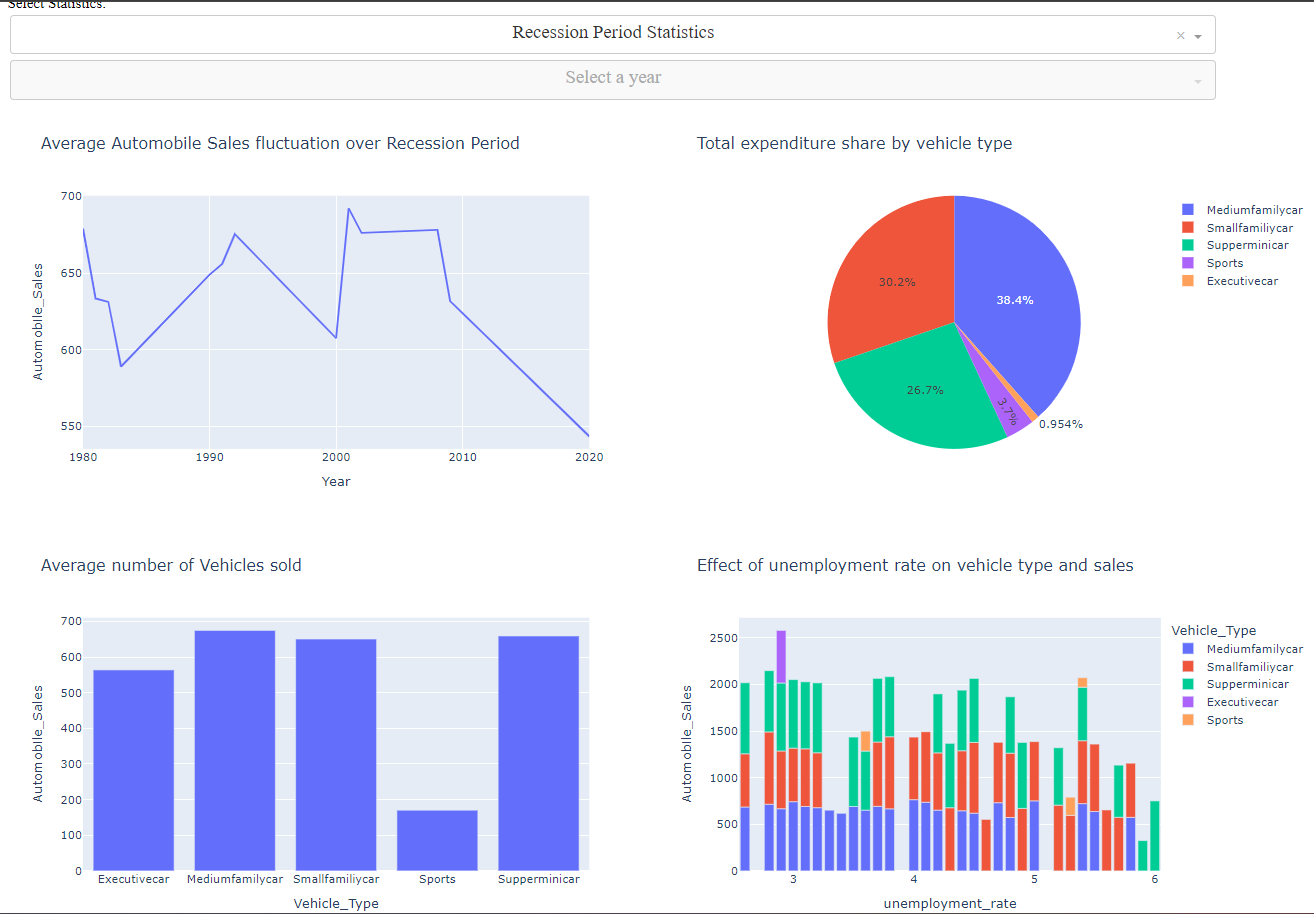 Select Statistics:
Recession Period Statistics
×
Select a year
Average Automobile Sales fluctuation over Recession Period
700
650
600
550
Automobile_Sales
1980 1990 2000 2010 2020
Year
Total expenditure share by vehicle type
38.4%
30.2%
26.7%
3.7%
0.954%
Mediumfamilycar
Smallfamiliycar
Supperminicar
Sports
Executivecar
Average number of Vehicles sold
700
600
500
400
300
200
100
0
Automobile_Sales
Executivecar Mediumfamilycar Smallfamiliycar Sports Supperminicar
Vehicle_Type
Effect of unemployment rate on vehicle type and sales
2500
2000
1500
1000
500
0
Automobile_Sales
3 4 5 6
unemployment_rate
Vehicle_Type
Mediumfamilycar
Smallfamiliycar
Supperminicar
Executivecar
Sports